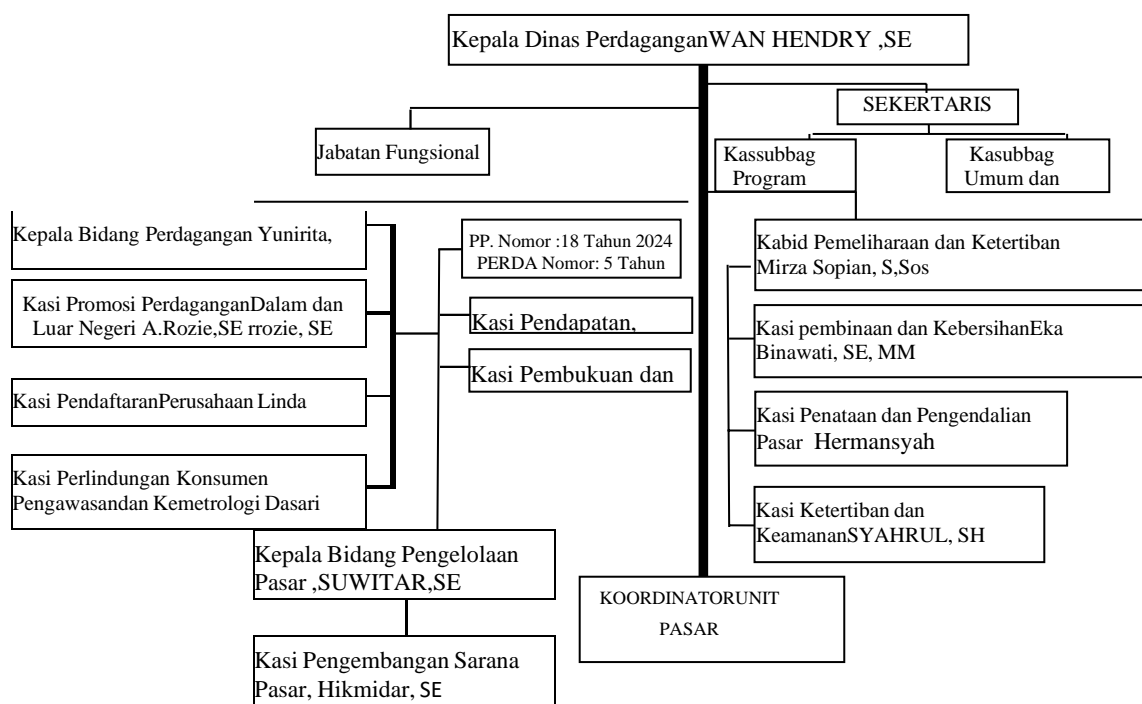 Kepala Dinas PerdaganganWAN HENDRY ,SE
SEKERTARIS
Jabatan Fungsional
Kassubbag
Program
Kasubbag
Umum dan
Kepala Bidang Perdagangan Yunirita,
Kasi Promosi PerdaganganDalam dan
Luar Negeri A.Rozie,SE rrozie, SE
Kasi PendaftaranPerusahaan Linda
Kasi Perlindungan Konsumen
Pengawasandan Kemetrologi Dasari
PP. Nomor :18 Tahun 2024
PERDA Nomor: 5 Tahun
Kasi Pendapatan,
Kasi Pembukuan dan
Kepala Bidang Pengelolaan
Pasar ,SUWITAR,SE
Kasi Pengembangan Sarana
Pasar, Hikmidar, SE
Kabid Pemeliharaan dan Ketertiban
Mirza Sopian, S,Sos
Kasi pembinaan dan KebersihanEka
Binawati, SE, MM
Kasi Penataan dan Pengendalian
Pasar Hermansyah
Kasi Ketertiban dan
KeamananSYAHRUL, SH
KOORDINATORUNIT
PASAR